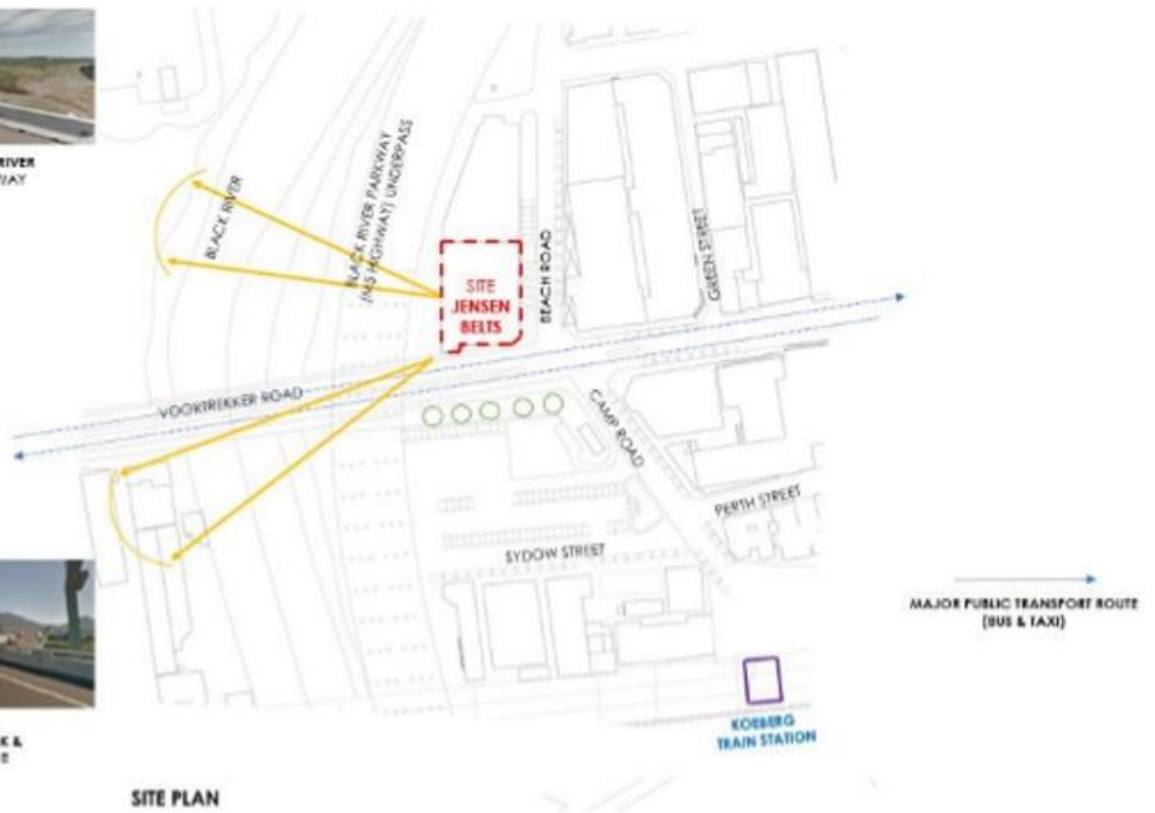 RIVER
WAY
BLACK RIVER
BLACK RIVER PARKWAY
(M5 HIGHWAY) UNDERPASS
SITE
JENSEN
BELTS
BEACH ROAD
GREEN STREET
VOORTREKKER ROAD
CAMP ROAD
PERTH STREET
SYDOW STREET
MAJOR PUBLIC TRANSPORT ROUTE
(BUS & TAXI)
KOEBERG
TRAIN STATION
K &
SITE PLAN